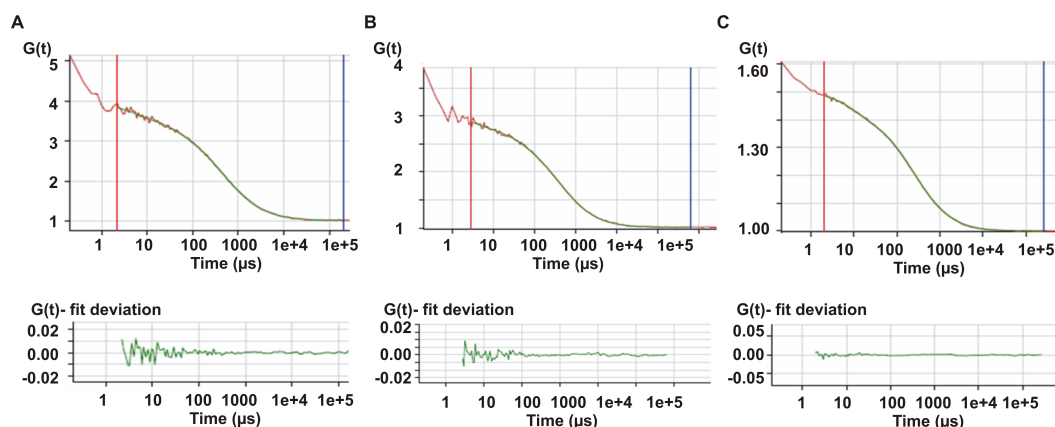 A
G(t)
5
4
3
2
1
1 10 100 1000 1e+4 1e+5
Time (µs)
G(t)- fit deviation
0.02
0.00
-0.02
1 10 100 1000 1e+4 1e+5
Time (µs)
B
G(t)
4
3
2
1
1 10 100 1000 1e+4 1e+5
Time (µs)
G(t)- fit deviation
0.02
0.00
-0.02
1 10 100 1000 1e+4 1e+5
Time (µs)
C
G(t)
1.60
1.30
1.00
1 10 100 1000 1e+4 1e+5
Time (µs)
G(t)- fit deviation
0.05
0.00
-0.05
1 10 100 1000 1e+4 1e+5
Time (µs)